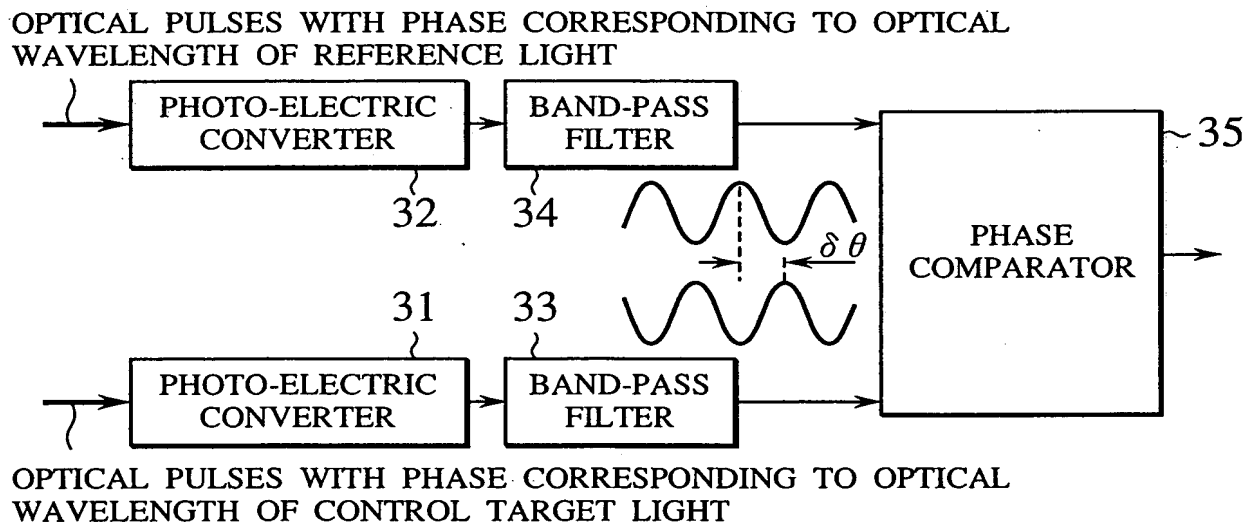 OPTICAL PULSES WITH PHASE CORRESPONDING TO OPTICAL
WAVELENGTH OF REFERENCE LIGHT
PHOTO-ELECTRIC
CONVERTER
BAND-PASS
FILTER
35
32
34
PHASE
COMPARATOR
δθ
31
33
PHOTO-ELECTRIC
CONVERTER
BAND-PASS
FILTER
OPTICAL PULSES WITH PHASE CORRESPONDING TO OPTICAL
WAVELENGTH OF CONTROL TARGET LIGHT